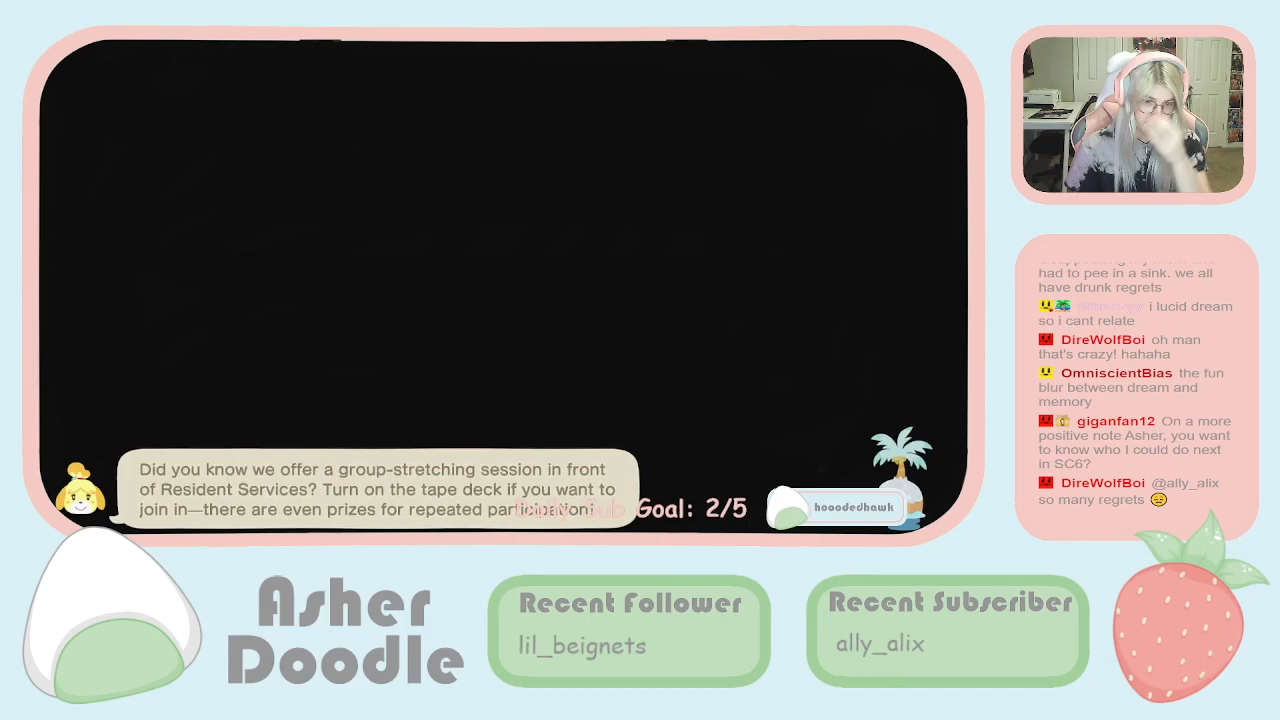 Did you know we offer a group-stretching session in front
of Resident Services? Turn on the tape deck if you want to
join in—there are even prizes for repeated participation!
Goal: 2/5
hooodedhawk
had to pee in a sink. we all
have drunk regrets
i lucid dream
so i cant relate
DireWolfBoi oh man
that's crazy! hahaha
OmniscientBias the fun
blur between dream and
memory
giganfan12 On a more
positive note Asher, you want
to know who I could do next
in SC6?
DireWolfBoi @ally_alix
so many regrets 😔
Asher
Doodle
Recent Follower
lil_beignets
Recent Subscriber
ally_alix